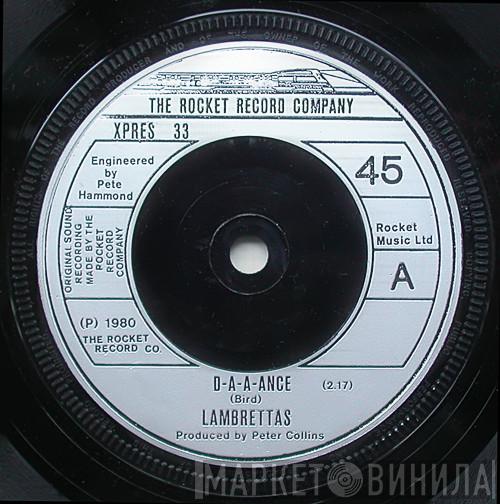 THE ROCKET RECORD COMPANY
XPRES 33
Engineered
by
Pete
Hammond
45
ORIGINAL SOUND
RECORDING
MADE BY THE
ROCKET
RECORD
COMPANY
Rocket
Music Ltd
A
(P) 1980
THE ROCKET
RECORD CO.
D-A-A-ANCE (2.17)
(Bird)
LAMBRETTAS
Produced by Peter Collins
МАРКЕТ ВИНИЛА